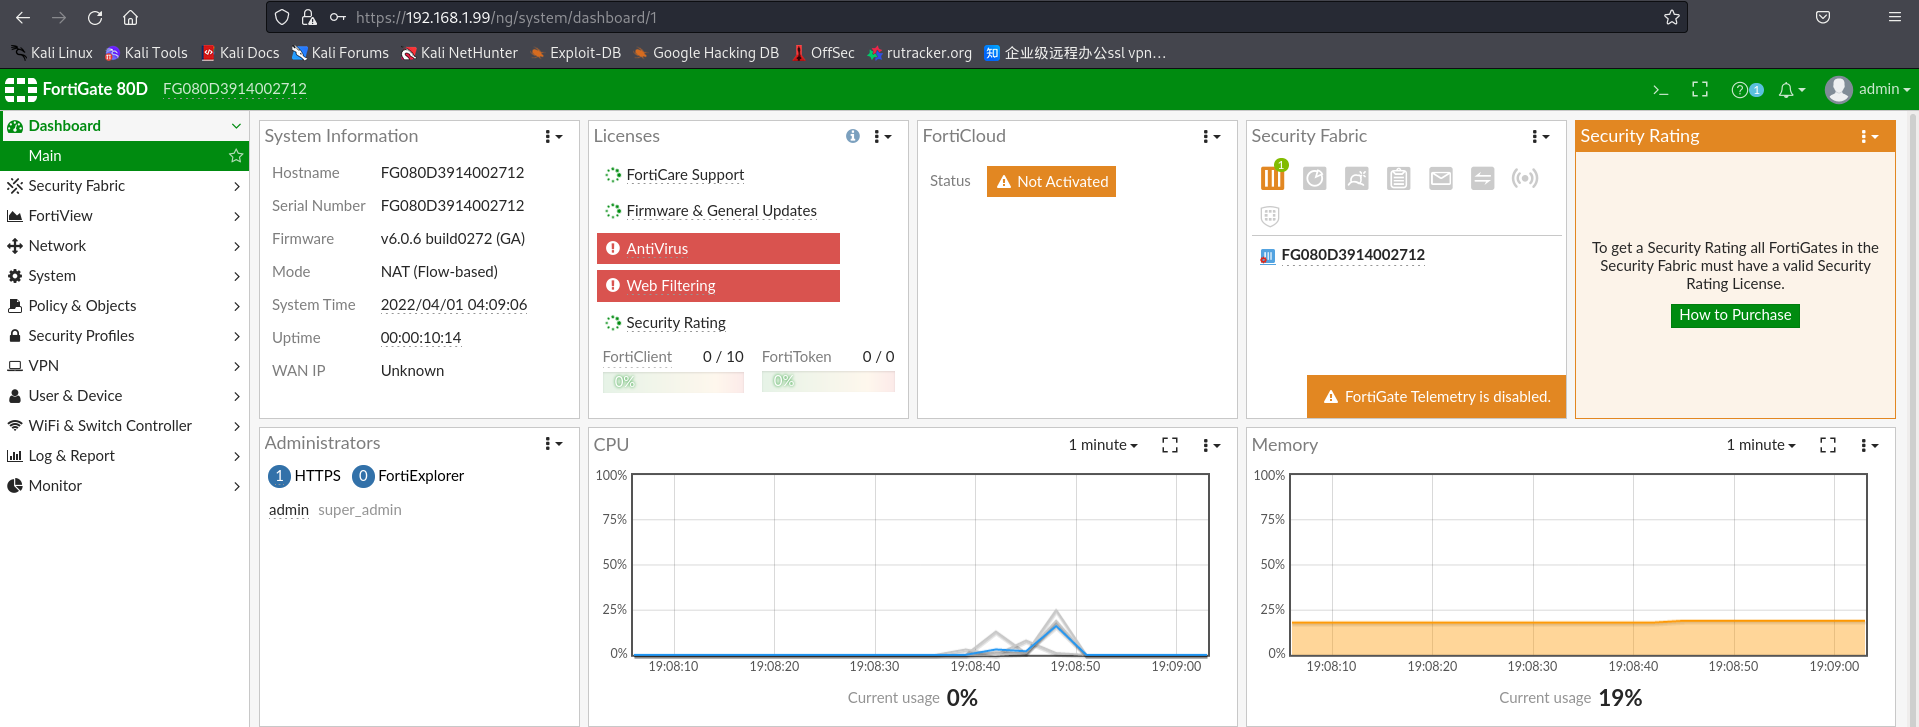 https://192.168.1.99/ng/system/dashboard/1
Kali Linux Kali Tools Kali Docs Kali Forums Kali NetHunter Exploit-DB Google Hacking DB OffSec rutracker.org 知 企业级远程办公ssl vpn…
FortiGate 80D FG080D3914002712 >_ ? 1 admin
Dashboard
Main
Security Fabric
FortiView
Network
System
Policy & Objects
Security Profiles
VPN
User & Device
WiFi & Switch Controller
Log & Report
Monitor
System Information
Hostname FG080D3914002712
Serial Number FG080D3914002712
Firmware v6.0.6 build0272 (GA)
Mode NAT (Flow-based)
System Time 2022/04/01 04:09:06
Uptime 00:00:10:14
WAN IP Unknown
Licenses
FortiCare Support
Firmware & General Updates
AntiVirus
Web Filtering
Security Rating
FortiClient 0 / 10 FortiToken 0 / 0
0% 0%
FortiCloud
Status Not Activated
Security Fabric
1
FG080D3914002712
FortiGate Telemetry is disabled.
Security Rating
To get a Security Rating all FortiGates in the
Security Fabric must have a valid Security
Rating License.
How to Purchase
Administrators
1 HTTPS 0 FortiExplorer
admin super_admin
CPU 1 minute
100%
75%
50%
25%
0%
19:08:10 19:08:20 19:08:30 19:08:40 19:08:50 19:09:00
Current usage 0%
Memory 1 minute
100%
75%
50%
25%
0%
19:08:10 19:08:20 19:08:30 19:08:40 19:08:50 19:09:00
Current usage 19%